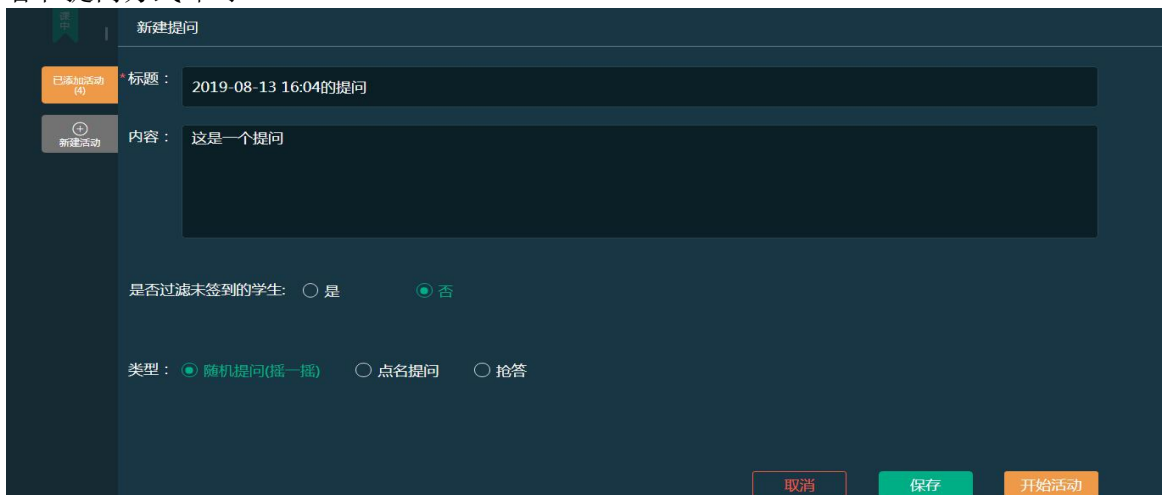 课中
新建提问
已添加活动
(4)
*标题：
2019-08-13 16:04的提问
新建活动
内容：
这是一个提问
是否过滤未签到的学生: 是 否
类型： 随机提问(摇一摇) 点名提问 抢答
取消 保存 开始活动